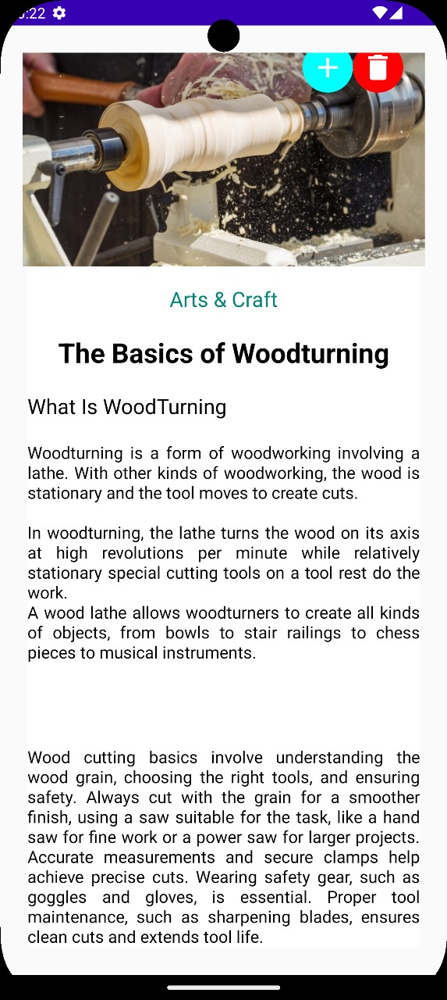 :22
Arts & Craft
The Basics of Woodturning
What Is WoodTurning
Woodturning is a form of woodworking involving a
lathe. With other kinds of woodworking, the wood is
stationary and the tool moves to create cuts.
In woodturning, the lathe turns the wood on its axis
at high revolutions per minute while relatively
stationary special cutting tools on a tool rest do the
work.
A wood lathe allows woodturners to create all kinds
of objects, from bowls to stair railings to chess
pieces to musical instruments.
Wood cutting basics involve understanding the
wood grain, choosing the right tools, and ensuring
safety. Always cut with the grain for a smoother
finish, using a saw suitable for the task, like a hand
saw for fine work or a power saw for larger projects.
Accurate measurements and secure clamps help
achieve precise cuts. Wearing safety gear, such as
goggles and gloves, is essential. Proper tool
maintenance, such as sharpening blades, ensures
clean cuts and extends tool life.